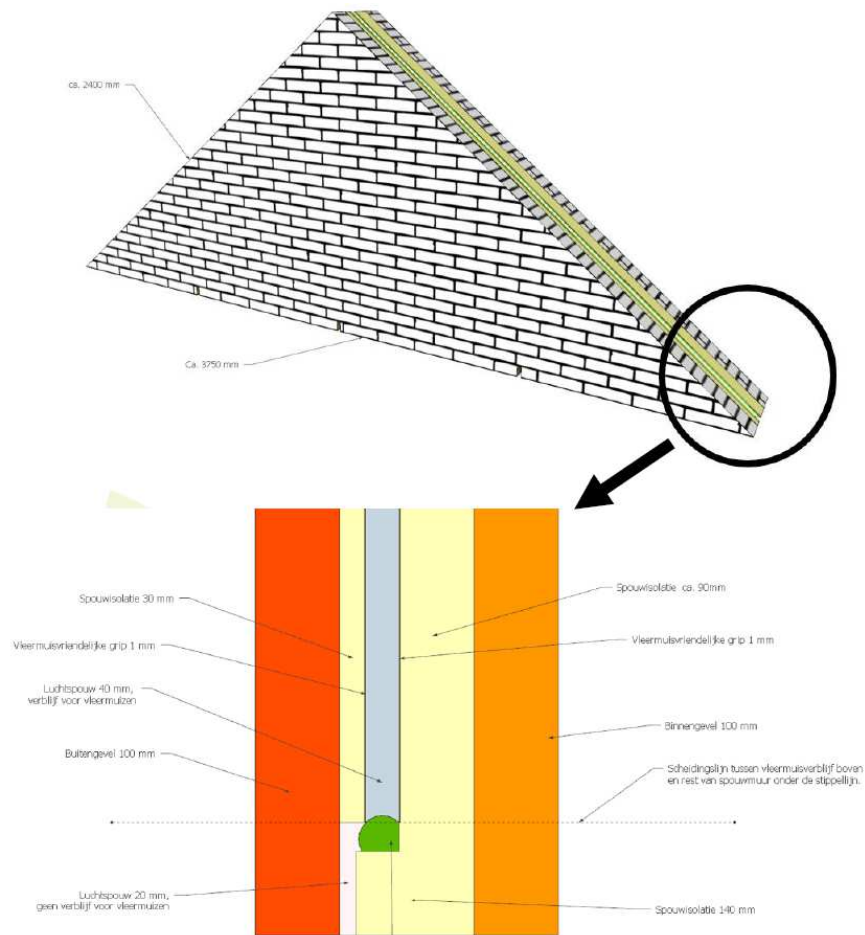 ca. 2400 mm
Ca. 3750 mm
Spouwisolatie 30 mm
Spouwisolatie ca. 90mm
Vleermuisvriendelijke grip 1 mm
Vleermuisvriendelijke grip 1 mm
Luchtspouw 40 mm,
verblijf voor vleermuizen
Binnengevel 100 mm
Buitengevel 100 mm
Scheidingslijn tussen vleermuisverblijf boven
en rest van spouwmuur onder de stippellijn.
Luchtspouw 20 mm,
geen verblijf voor vleermuizen
Spouwisolatie 140 mm